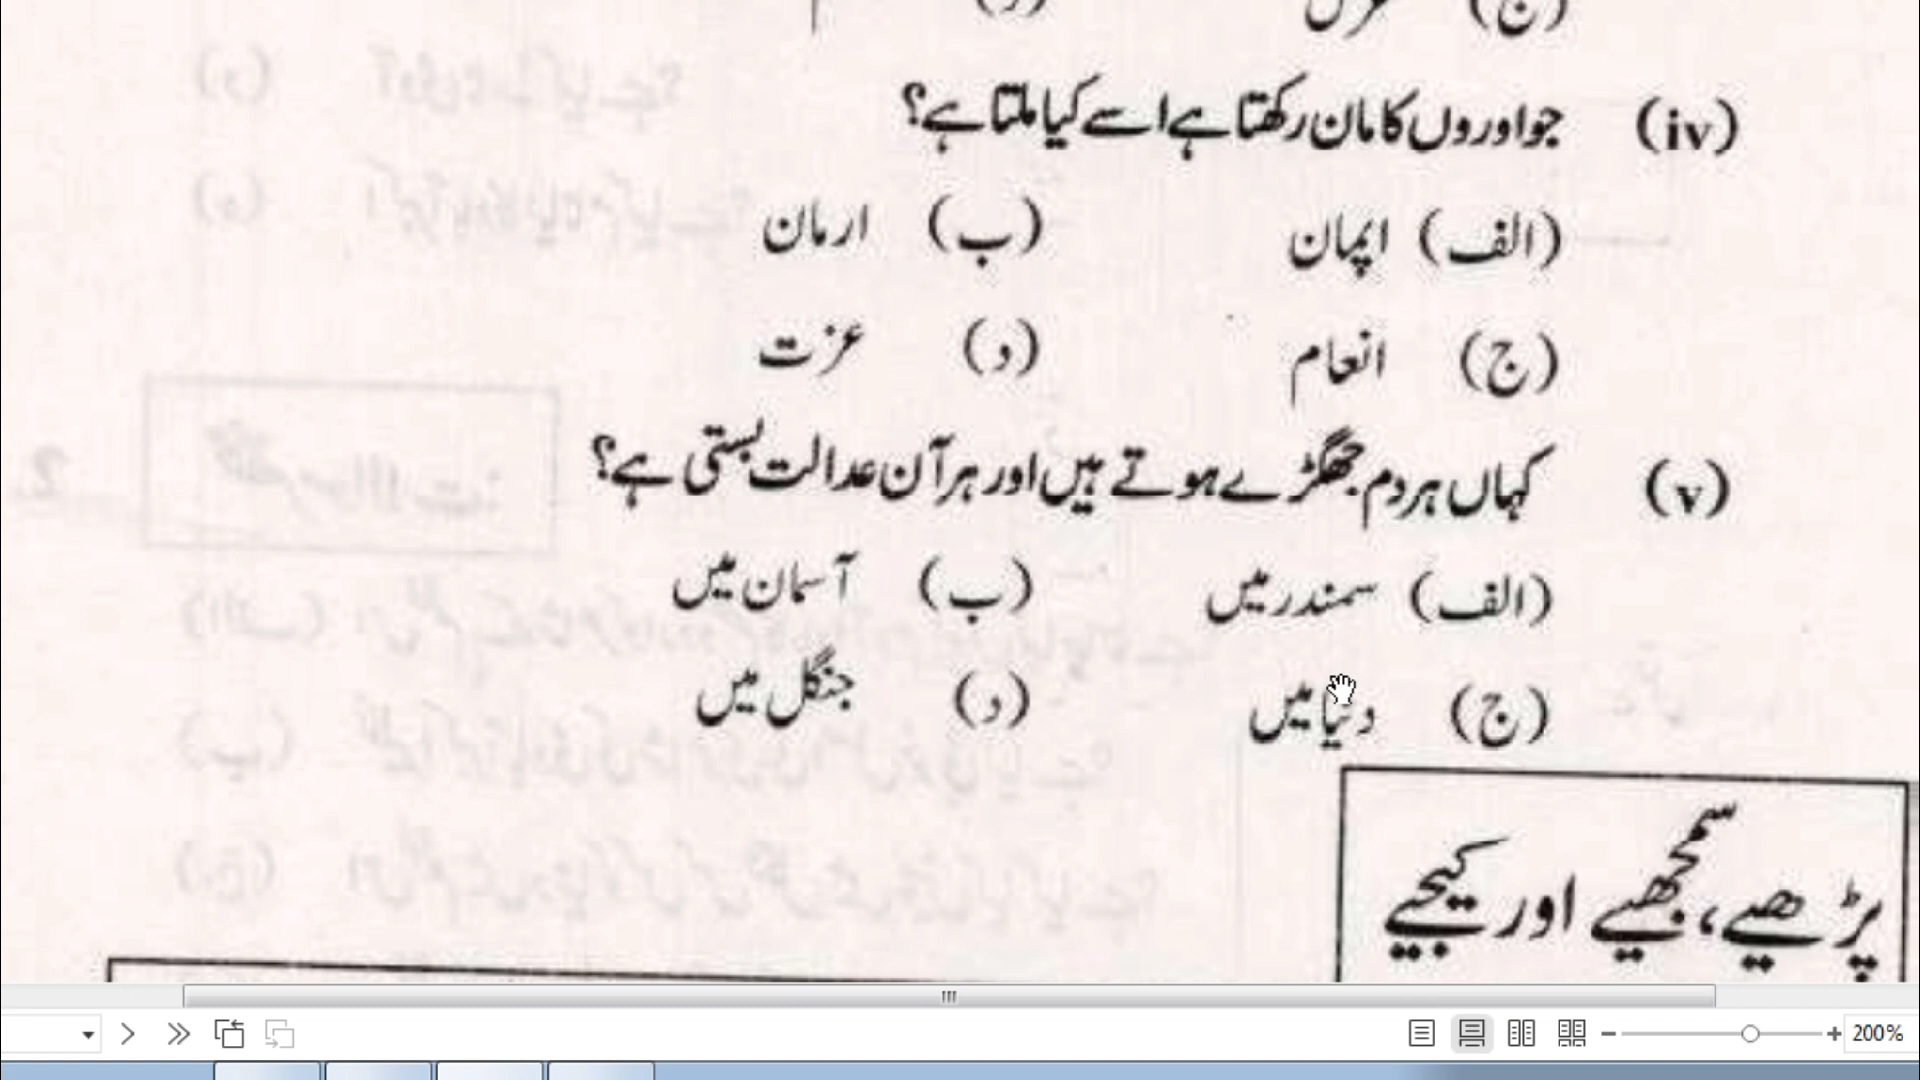 (iv) جو اوروں کا مان رکھتا ہے اسے کیا ملتا ہے؟
(الف) ایمان (ب) ارمان
(ج) انعام (د) عزت
(v) کہاں ہر دم جھگڑے ہوتے ہیں اور ہر آن عدالت بستی ہے؟
(الف) سمندر میں (ب) آسمان میں
(ج) دنیا میں (د) جنگل میں
پڑھیے، سمجھیے اور کیجیے
200%